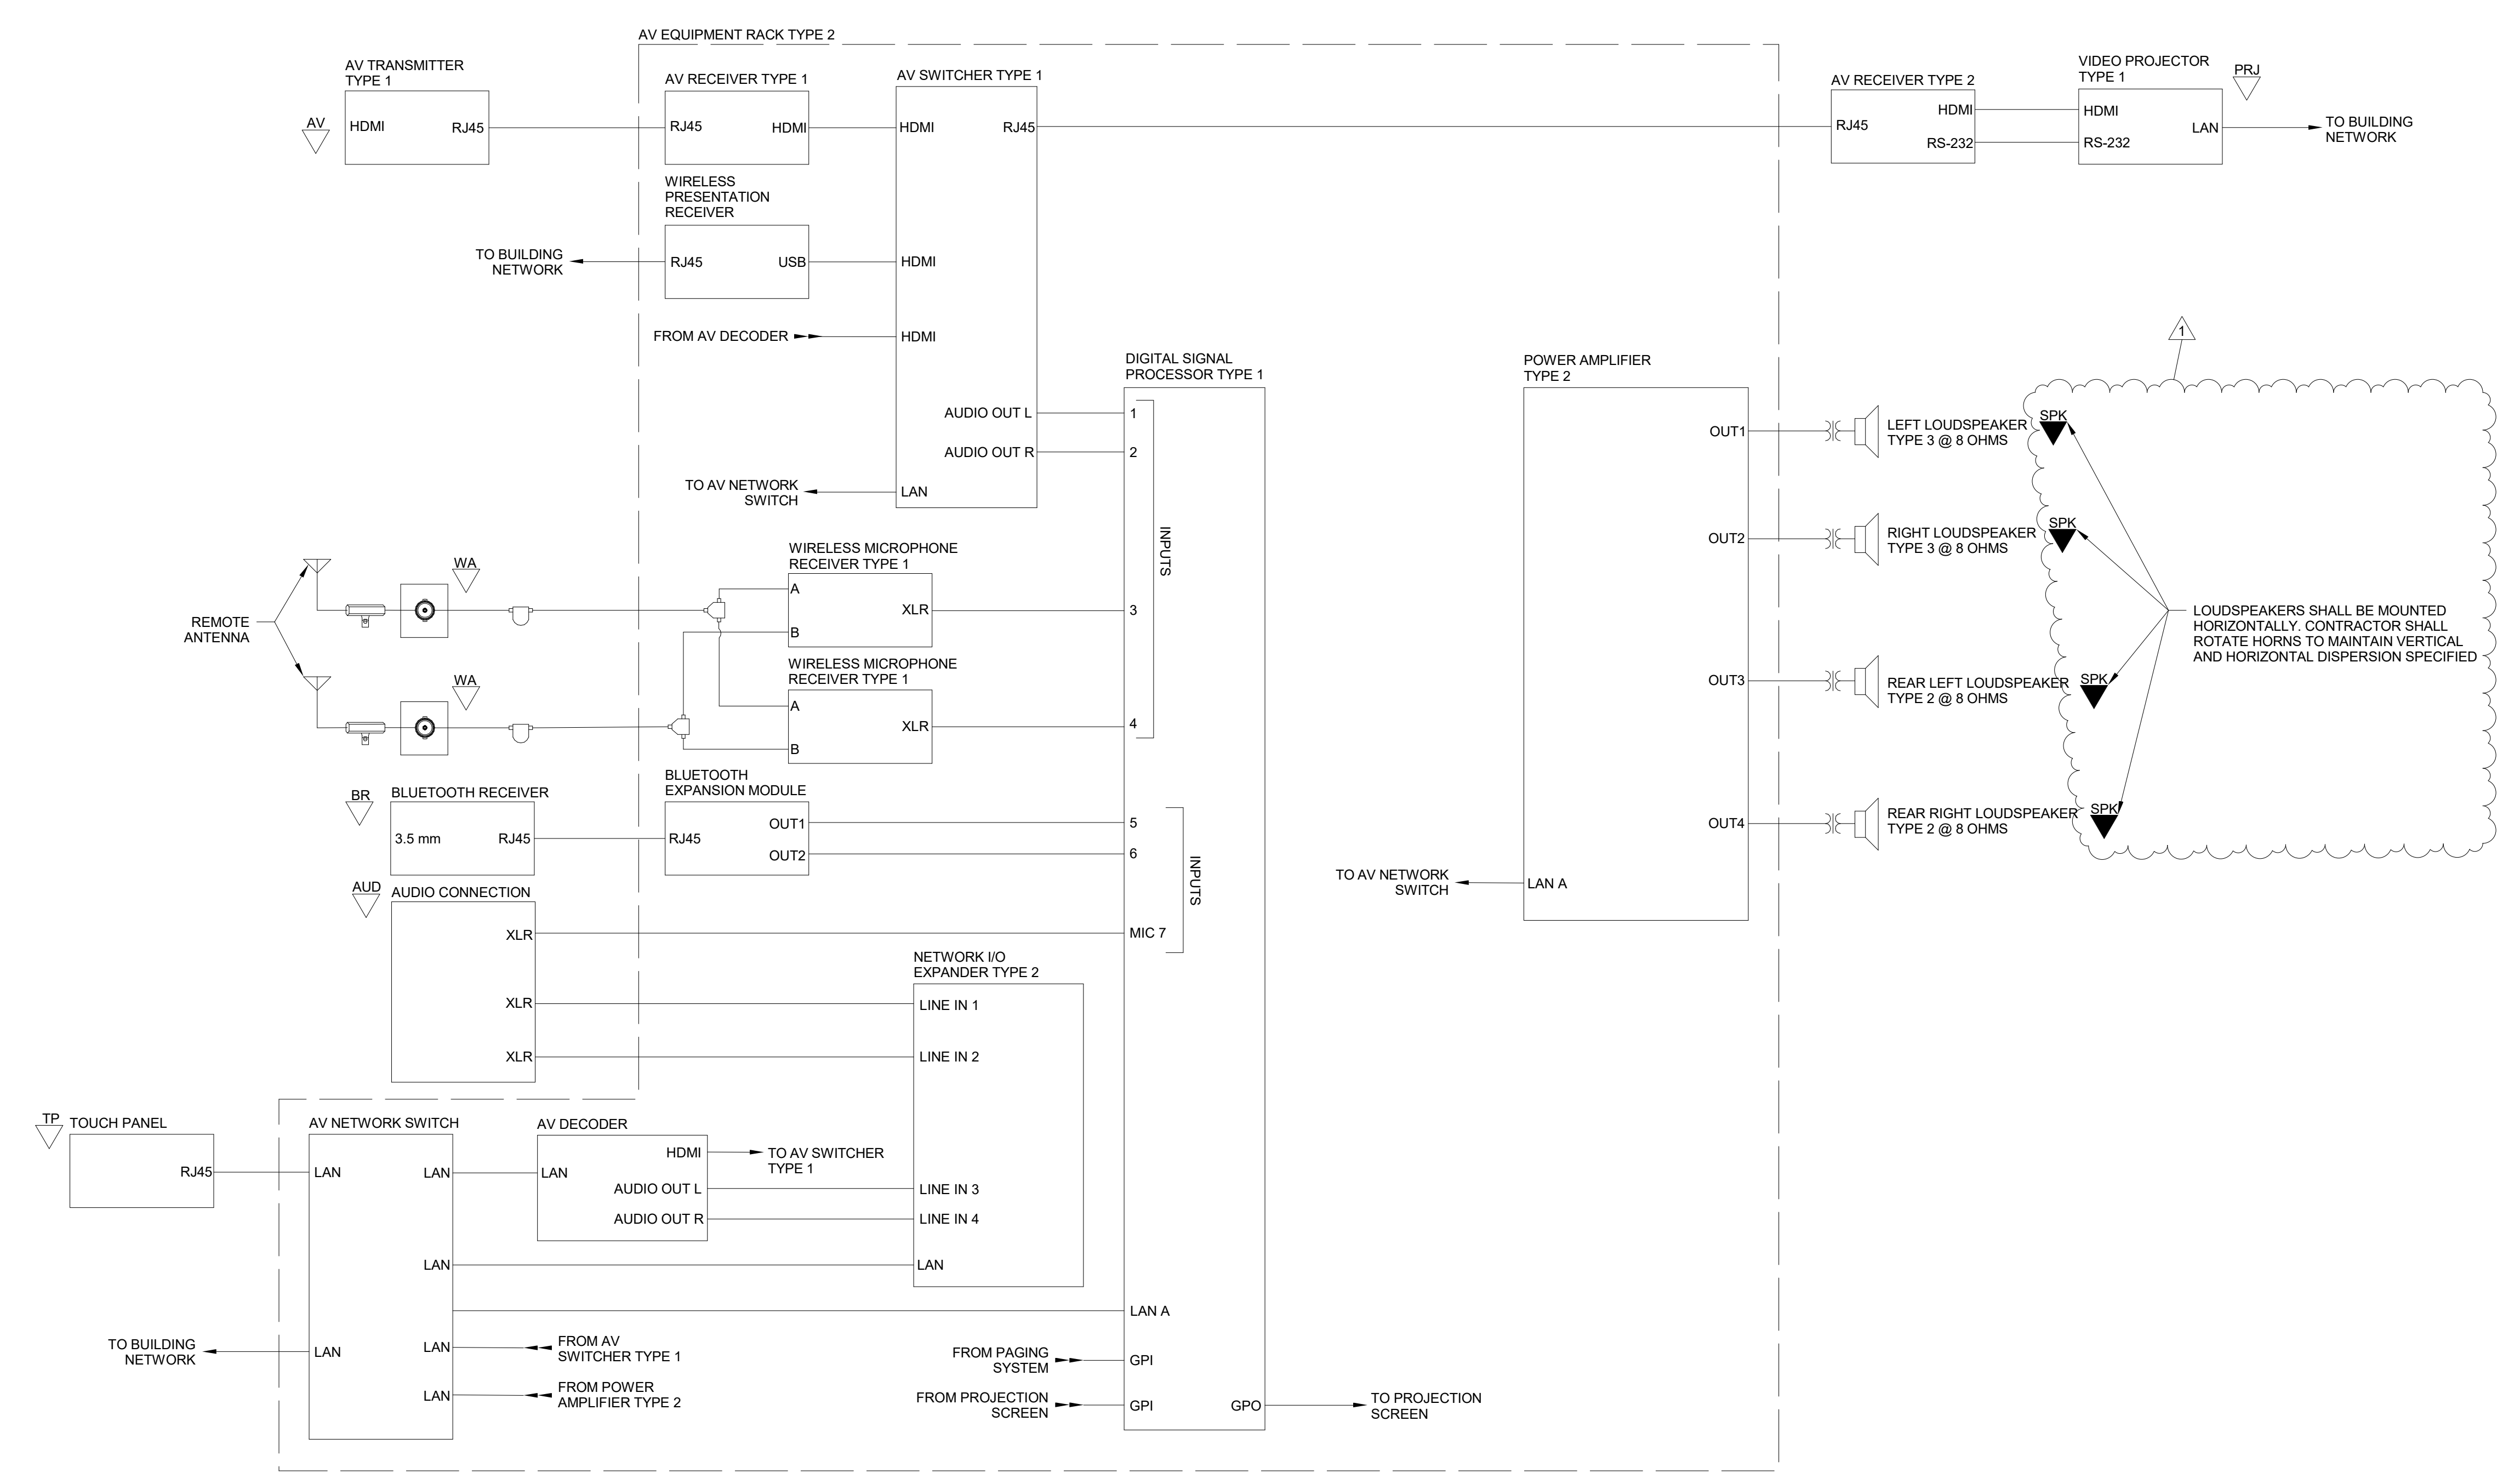 AV EQUIPMENT RACK TYPE 2
AV TRANSMITTER
TYPE 1
AV
HDMI
RJ45
AV RECEIVER TYPE 1
RJ45
HDMI
AV SWITCHER TYPE 1
HDMI
RJ45
HDMI
HDMI
AUDIO OUT L
AUDIO OUT R
LAN
AV RECEIVER TYPE 2
RJ45
HDMI
RS-232
VIDEO PROJECTOR
TYPE 1
PRJ
HDMI
RS-232
LAN
TO BUILDING
NETWORK
WIRELESS
PRESENTATION
RECEIVER
RJ45
USB
TO BUILDING
NETWORK
FROM AV DECODER
TO AV NETWORK
SWITCH
DIGITAL SIGNAL
PROCESSOR TYPE 1
1
2
3
4
INPUTS
5
6
MIC 7
INPUTS
LAN A
GPI
GPI
GPO
POWER AMPLIFIER
TYPE 2
OUT1
OUT2
OUT3
OUT4
LAN A
TO AV NETWORK
SWITCH
LEFT LOUDSPEAKER
TYPE 3 @ 8 OHMS
SPK
RIGHT LOUDSPEAKER
TYPE 3 @ 8 OHMS
SPK
REAR LEFT LOUDSPEAKER
TYPE 2 @ 8 OHMS
SPK
REAR RIGHT LOUDSPEAKER
TYPE 2 @ 8 OHMS
SPK
1
LOUDSPEAKERS SHALL BE MOUNTED
HORIZONTALLY. CONTRACTOR SHALL
ROTATE HORNS TO MAINTAIN VERTICAL
AND HORIZONTAL DISPERSION SPECIFIED
REMOTE
ANTENNA
WA
WA
WIRELESS MICROPHONE
RECEIVER TYPE 1
A
B
XLR
WIRELESS MICROPHONE
RECEIVER TYPE 1
A
B
XLR
BR
BLUETOOTH RECEIVER
3.5 mm
RJ45
BLUETOOTH
EXPANSION MODULE
RJ45
OUT1
OUT2
AUD
AUDIO CONNECTION
XLR
XLR
XLR
NETWORK I/O
EXPANDER TYPE 2
LINE IN 1
LINE IN 2
LINE IN 3
LINE IN 4
LAN
TP
TOUCH PANEL
RJ45
AV NETWORK SWITCH
LAN
LAN
LAN
LAN
LAN
LAN
AV DECODER
LAN
HDMI
AUDIO OUT L
AUDIO OUT R
TO AV SWITCHER
TYPE 1
TO BUILDING
NETWORK
FROM AV
SWITCHER TYPE 1
FROM POWER
AMPLIFIER TYPE 2
FROM PAGING
SYSTEM
FROM PROJECTION
SCREEN
TO PROJECTION
SCREEN